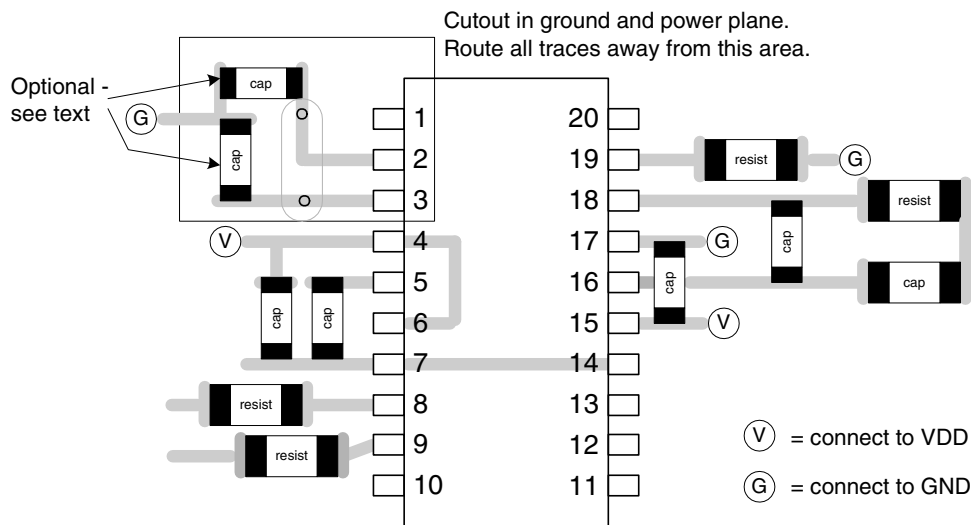 Cutout in ground and power plane.
Route all traces away from this area.
Optional -
see text
cap
G
cap
1
2
3
V
4
5
6
cap
cap
7
resist
8
resist
9
10
20
19
resist
G
18
resist
17
G
cap
16
cap
cap
15
V
14
13
12
11
V = connect to VDD
G = connect to GND